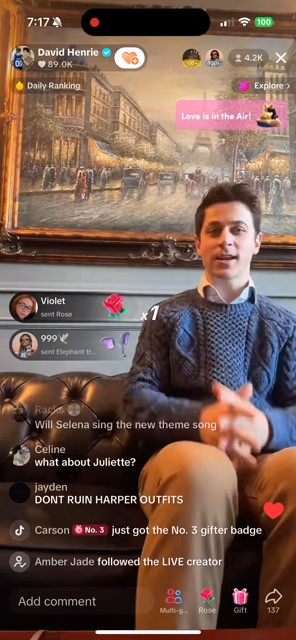 7:17
100
David Henrie
89.0K
4.2K
Daily Ranking
Explore >
Love is in the Air!
Violet
sent Rose
x1
999
sent Elephant tr...
Racks
Will Selena sing the new theme song
Celine
what about Juliette?
jayden
DONT RUIN HARPER OUTFITS
Carson No. 3 just got the No. 3 gifter badge
Amber Jade followed the LIVE creator
Add comment
Multi-g...
Rose
Gift
137